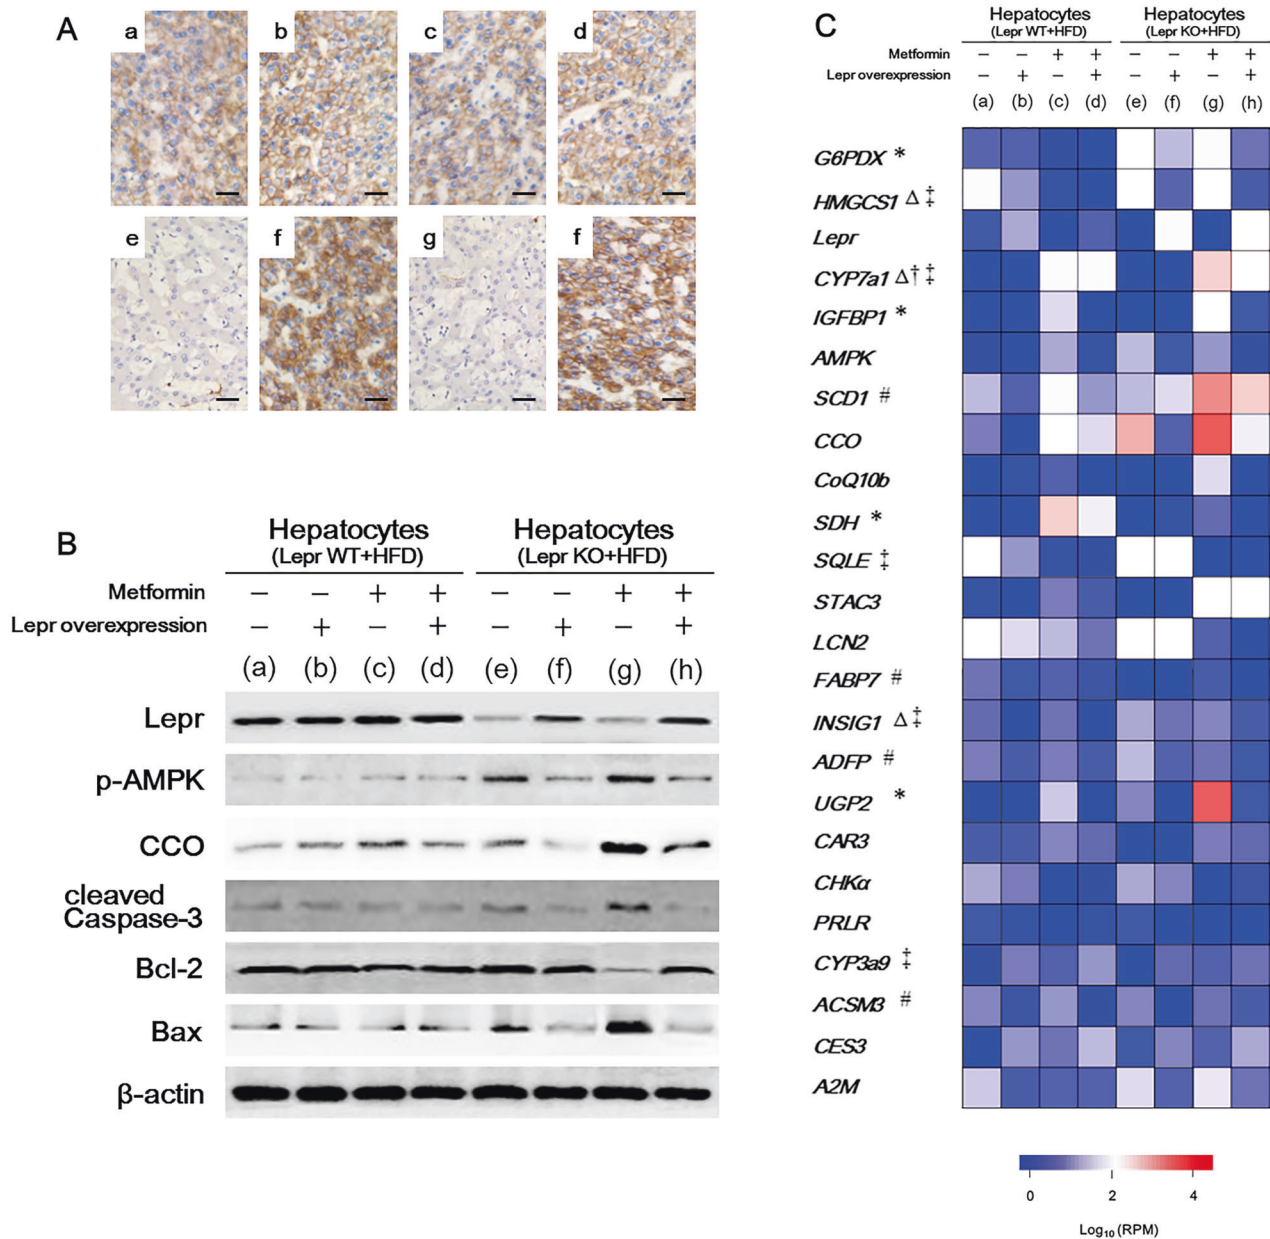 A
a b c d
e f g f
B
Hepatocytes Hepatocytes
(Lepr WT+HFD) (Lepr KO+HFD)
Metformin − − + + − − + +
Lepr overexpression − + − + − + − +
(a) (b) (c) (d) (e) (f) (g) (h)
Lepr
p-AMPK
CCO
cleaved
Caspase-3
Bcl-2
Bax
β-actin
C
Hepatocytes Hepatocytes
(Lepr WT+HFD) (Lepr KO+HFD)
Metformin − − + + − − + +
Lepr overexpression − + − + − + − +
(a) (b) (c) (d) (e) (f) (g) (h)
G6PDX *
HMGCS1 Δ ‡
Lepr
CYP7a1 Δ† ‡
IGFBP1 *
AMPK
SCD1 #
CCO
CoQ10b
SDH *
SQLE ‡
STAC3
LCN2
FABP7 #
INSIG1 Δ ‡
ADFP #
UGP2 *
CAR3
CHKα
PRLR
CYP3a9 ‡
ACSM3 #
CES3
A2M
0 2 4
Log₁₀ (RPM)